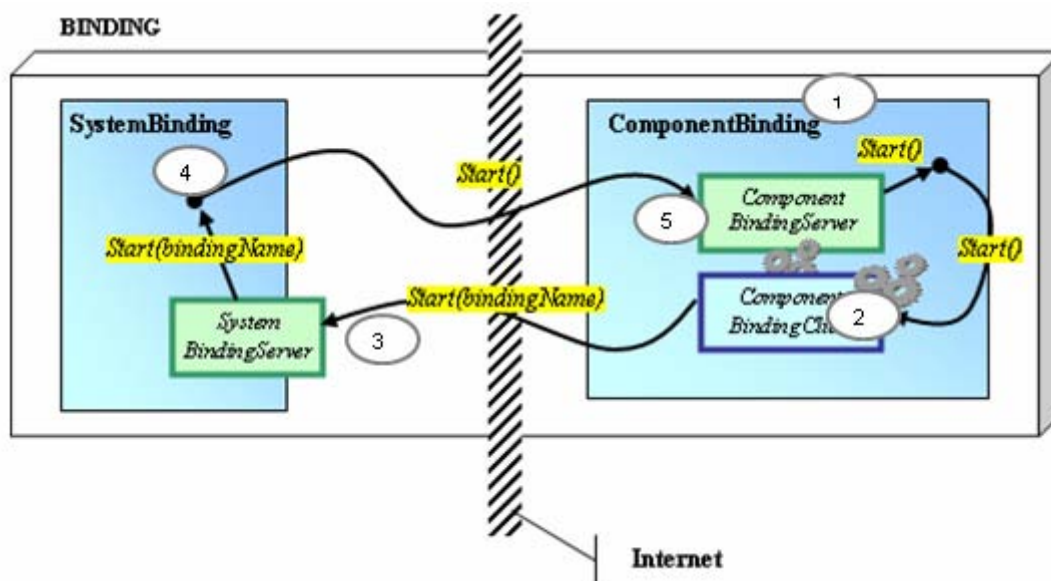 BINDING
1
SystemBinding
ComponentBinding
4
Start()
Start()
Component
BindingServer
5
Start(bindingName)
Start()
Start(bindingName)
Component
2
System
BindingServer
3
Internet